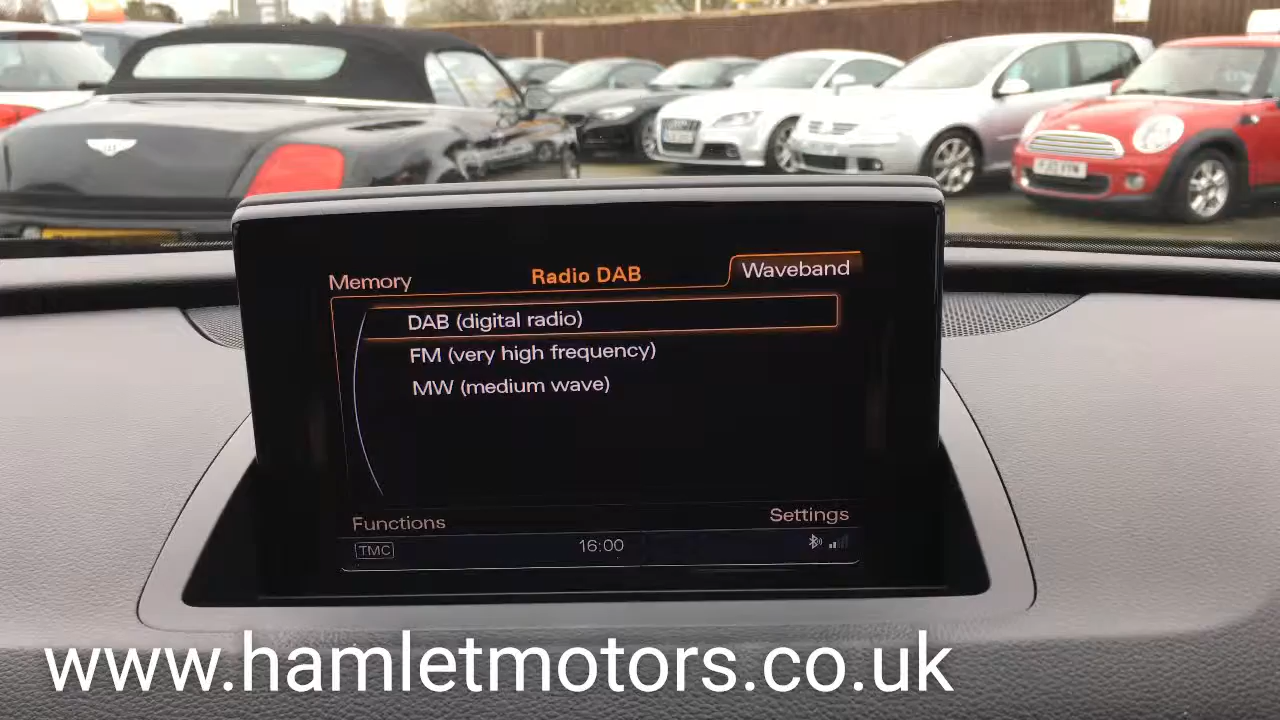 Memory
Radio DAB
Waveband
DAB (digital radio)
FM (very high frequency)
MW (medium wave)
Functions
Settings
TMC
16:00
www.hamletmotors.co.uk